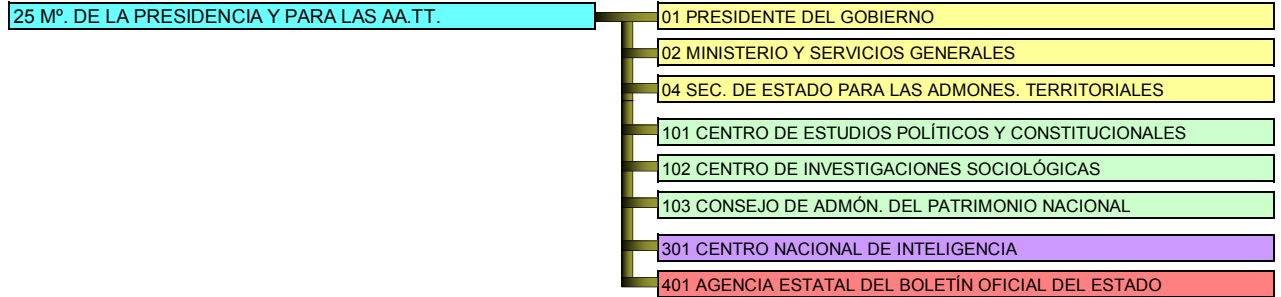 25 Mº. DE LA PRESIDENCIA Y PARA LAS AA.TT.
01 PRESIDENTE DEL GOBIERNO
02 MINISTERIO Y SERVICIOS GENERALES
04 SEC. DE ESTADO PARA LAS ADMONES. TERRITORIALES
101 CENTRO DE ESTUDIOS POLÍTICOS Y CONSTITUCIONALES
102 CENTRO DE INVESTIGACIONES SOCIOLÓGICAS
103 CONSEJO DE ADMÓN. DEL PATRIMONIO NACIONAL
301 CENTRO NACIONAL DE INTELIGENCIA
401 AGENCIA ESTATAL DEL BOLETÍN OFICIAL DEL ESTADO